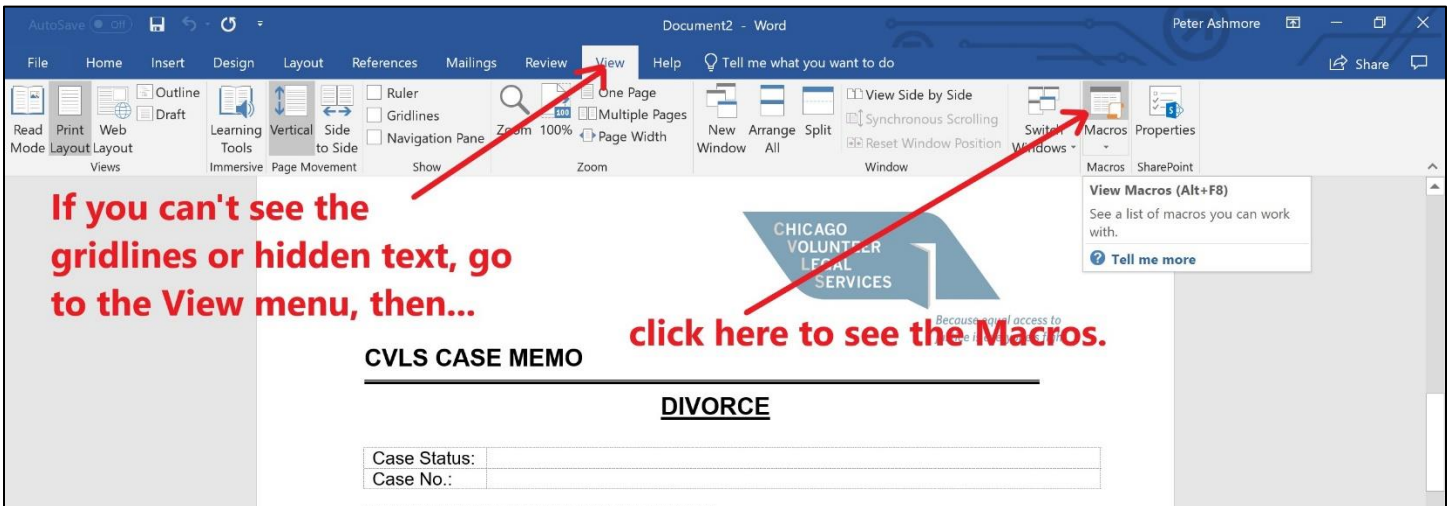 AutoSave Off Document2 - Word Peter Ashmore
File Home Insert Design Layout References Mailings Review View Help Tell me what you want to do Share
Read Mode
Print Layout
Web Layout
Outline
Draft
Views
Learning Tools
Immersive
Vertical
Side to Side
Page Movement
Ruler
Gridlines
Navigation Pane
Show
Zoom
100
100%
One Page
Multiple Pages
Page Width
Zoom
New Window
Arrange All
Split
View Side by Side
Synchronous Scrolling
Reset Window Position
Switch Windows
Window
Macros
Macros
Properties
SharePoint
View Macros (Alt+F8)
See a list of macros you can work
with.
Tell me more
If you can't see the
gridlines or hidden text, go
to the View menu, then...
CHICAGO
VOLUNTEER
LEGAL
SERVICES
Because equal access to
click here to see the Macros.
CVLS CASE MEMO
DIVORCE
Case Status:
Case No.: